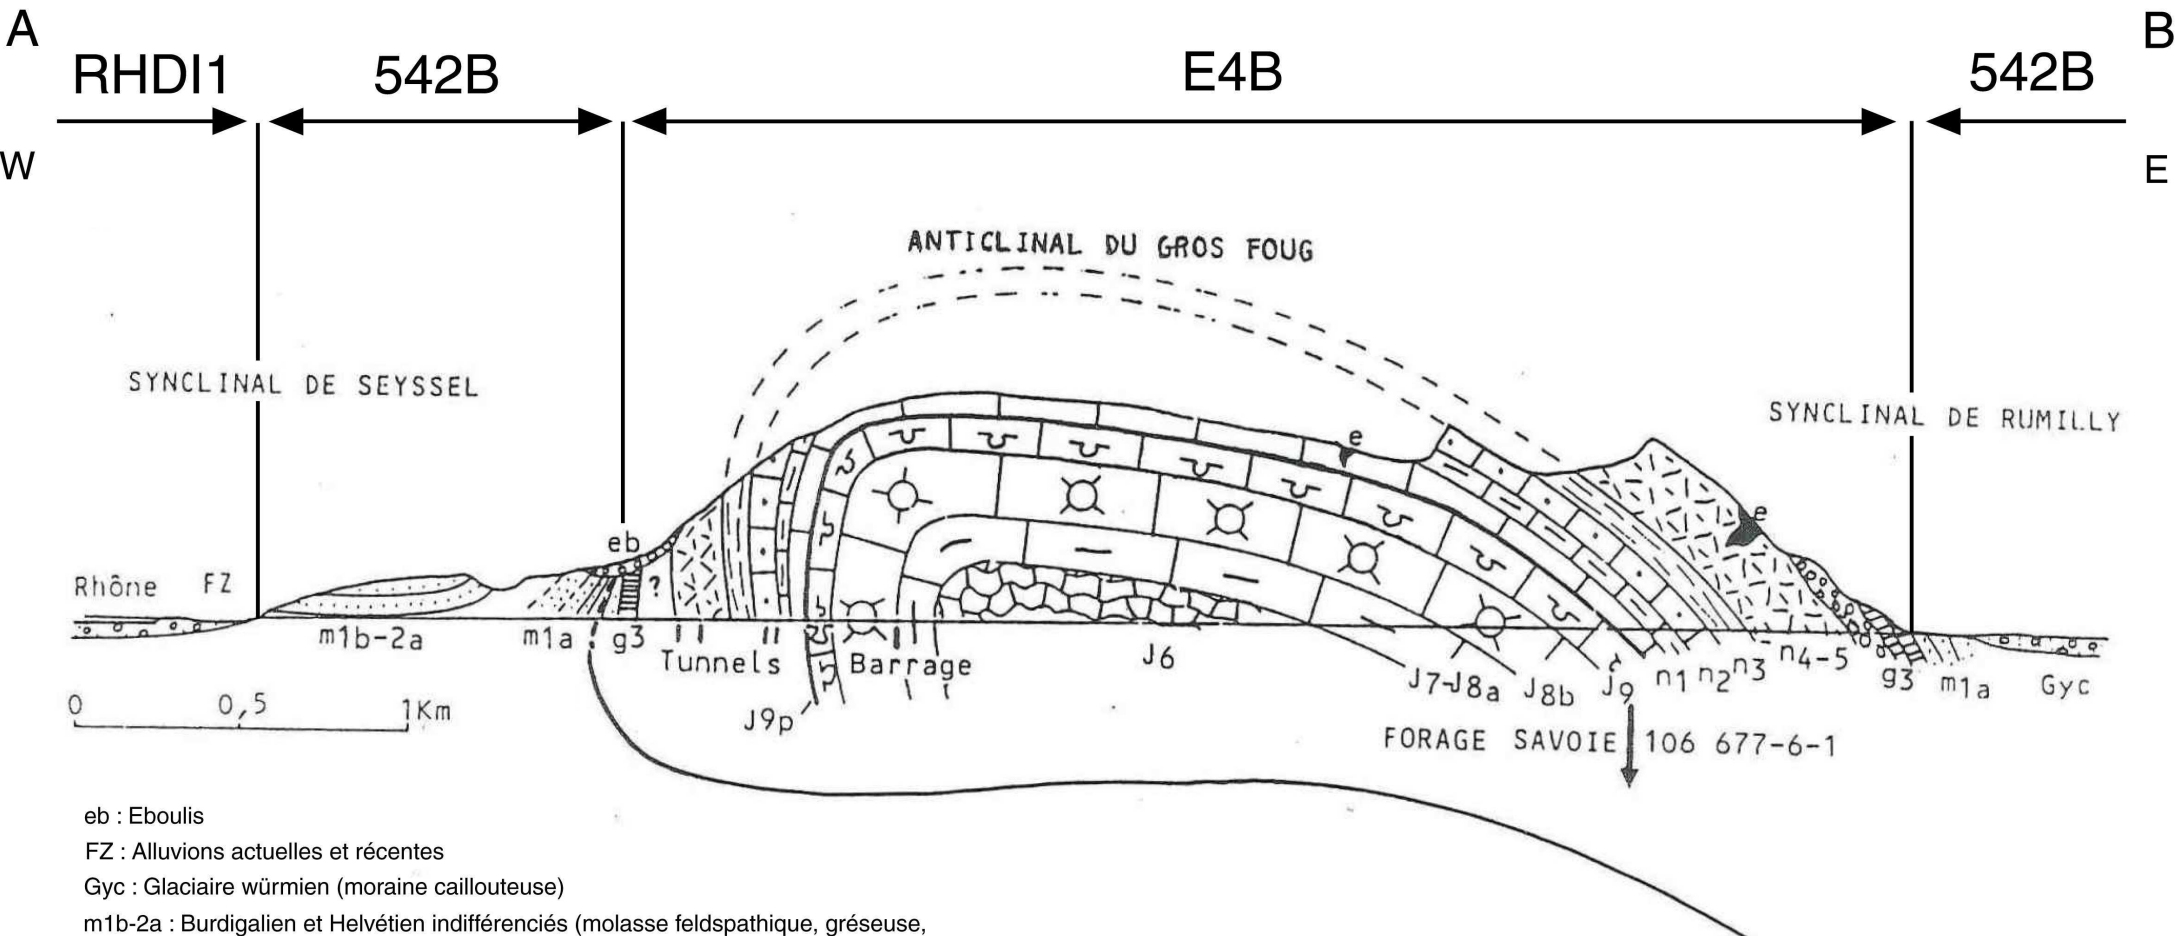 A B
RHDI1 542B E4B 542B
W E
ANTICLINAL DU GROS FOUG
SYNCLINAL DE SEYSSEL
SYNCLINAL DE RUMILLY
e
e
eb
Rhône FZ
?
m1b-2a m1a g3 Tunnels Barrage J6 J7-J8a J8b J9 n1 n2 n3 n4-5 g3 m1a Gyc
J9p
0 0,5 1Km
FORAGE SAVOIE 106 677-6-1
eb : Eboulis
FZ : Alluvions actuelles et récentes
Gyc : Glaciaire würmien (moraine caillouteuse)
m1b-2a : Burdigalien et Helvétien indifférenciés (molasse feldspathique, gréseuse,